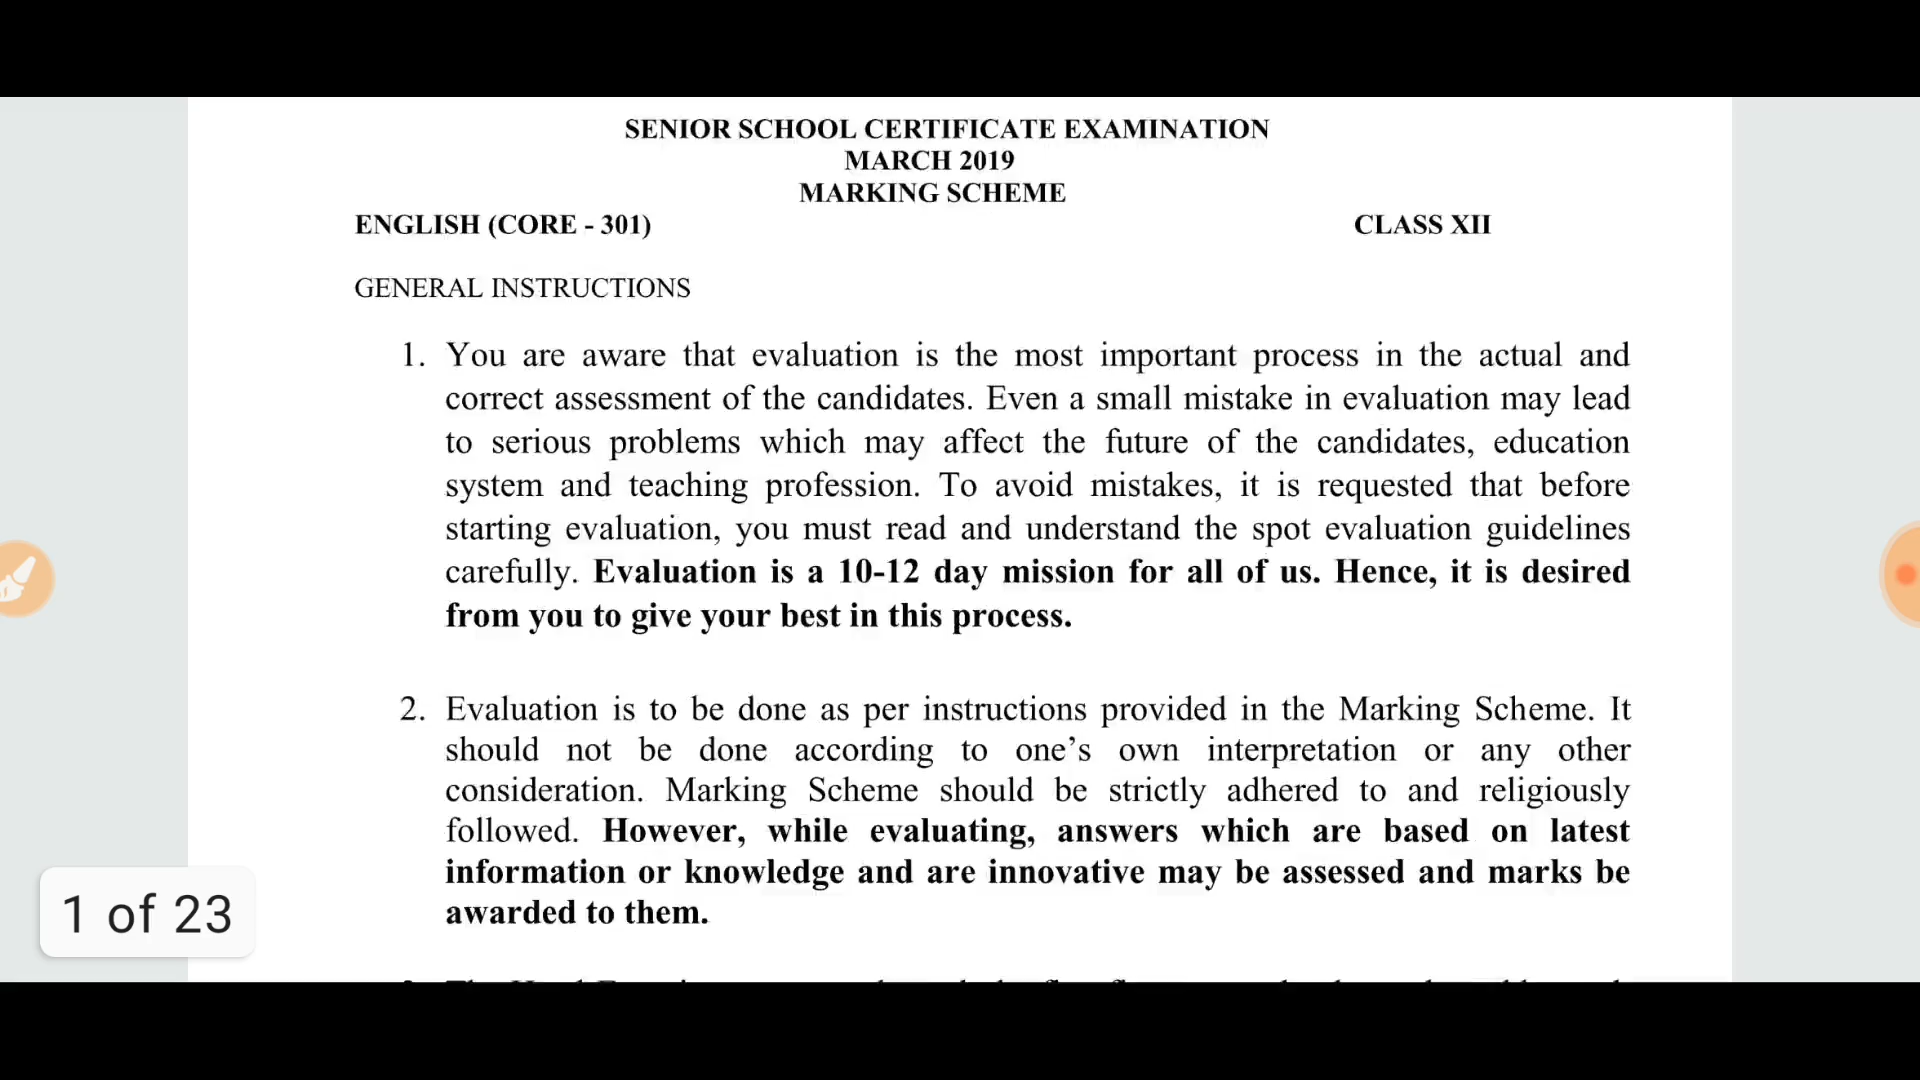 SENIOR SCHOOL CERTIFICATE EXAMINATION
MARCH 2019
MARKING SCHEME
ENGLISH (CORE - 301) CLASS XII
GENERAL INSTRUCTIONS
1. You are aware that evaluation is the most important process in the actual and
correct assessment of the candidates. Even a small mistake in evaluation may lead
to serious problems which may affect the future of the candidates, education
system and teaching profession. To avoid mistakes, it is requested that before
starting evaluation, you must read and understand the spot evaluation guidelines
carefully. Evaluation is a 10-12 day mission for all of us. Hence, it is desired
from you to give your best in this process.
2. Evaluation is to be done as per instructions provided in the Marking Scheme. It
should not be done according to one’s own interpretation or any other
consideration. Marking Scheme should be strictly adhered to and religiously
followed. However, while evaluating, answers which are based on latest
information or knowledge and are innovative may be assessed and marks be
awarded to them.
1 of 23